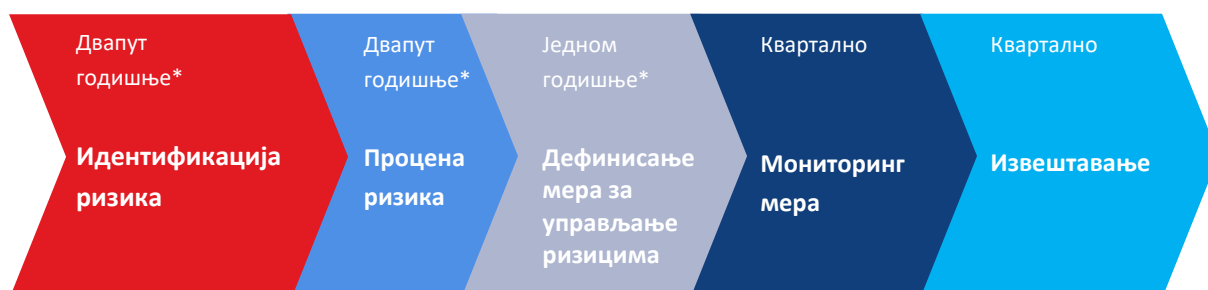 Двапут
годишње*
Идентификација
ризика
Двапут
годишње*
Процена
ризика
Једном
годишње*
Дефинисање
мера за
управљање
ризицима
Квартално
Мониторинг
мера
Квартално
Извештавање